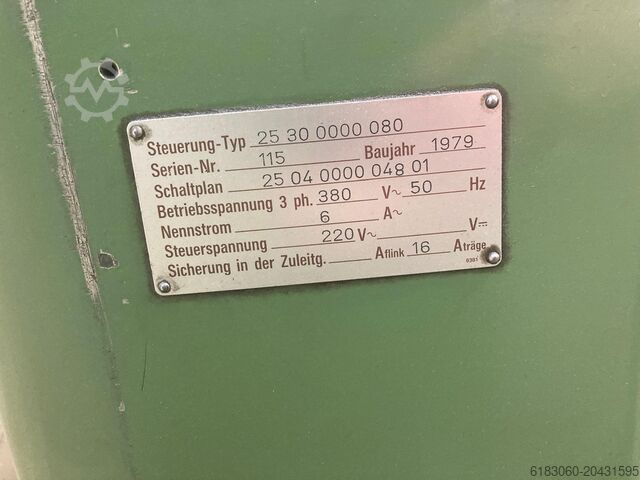 Steuerung-Typ 25 30 0000 080
Serien-Nr. 115 Baujahr 1979
Schaltplan 25 04 0000 048 01
Betriebsspannung 3 ph. 380 V~ 50 Hz
Nennstrom 6 A~
Steuerspannung 220 V~ V⎓
Sicherung in der Zuleitg. Aflink 16 Aträge
0381
6183060-20431595